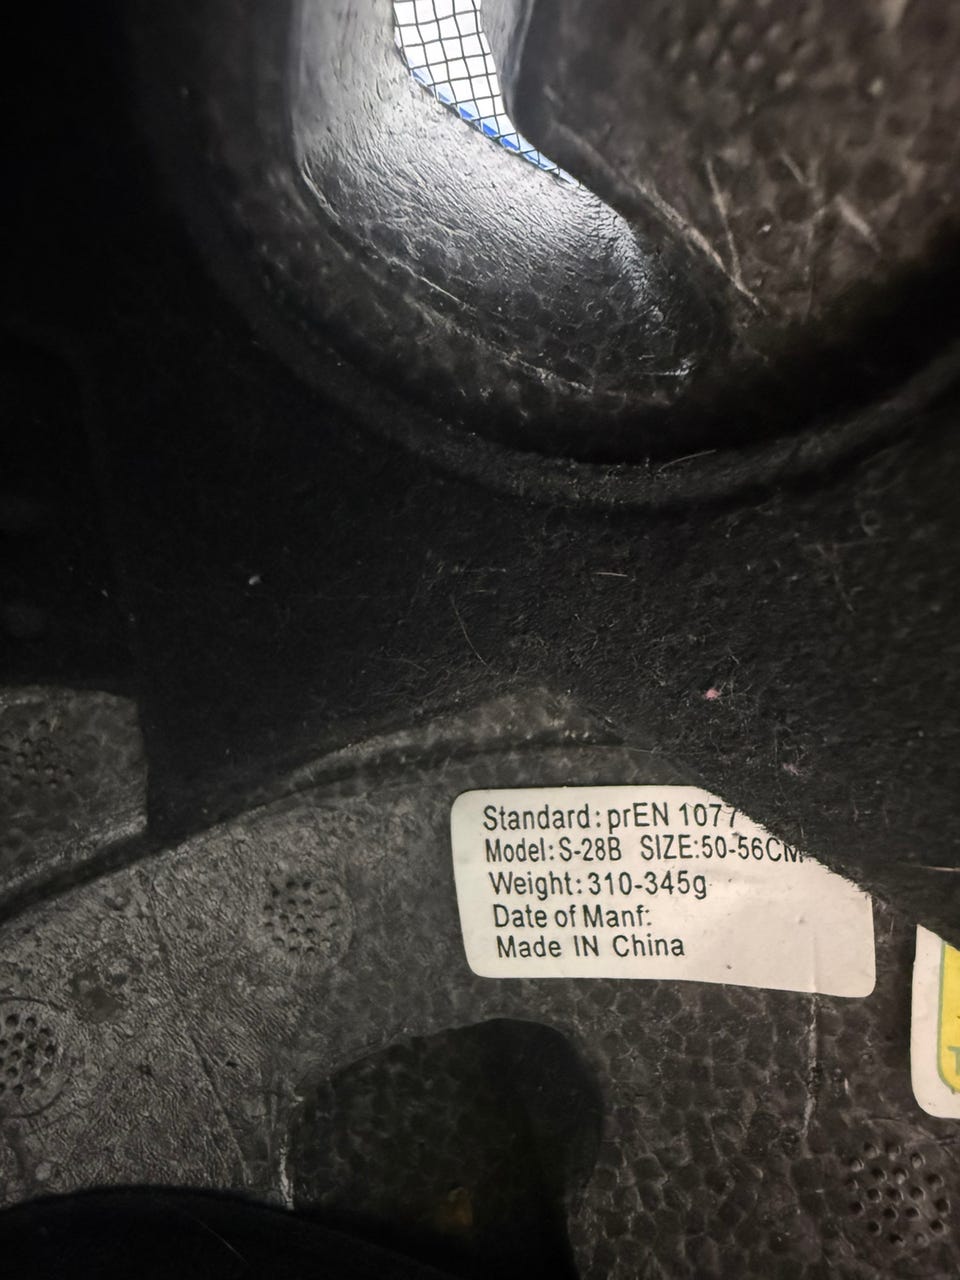 Standard: prEN 1077
Model: S-28B SIZE:50-56CM
Weight: 310-345g
Date of Manf:
Made IN China